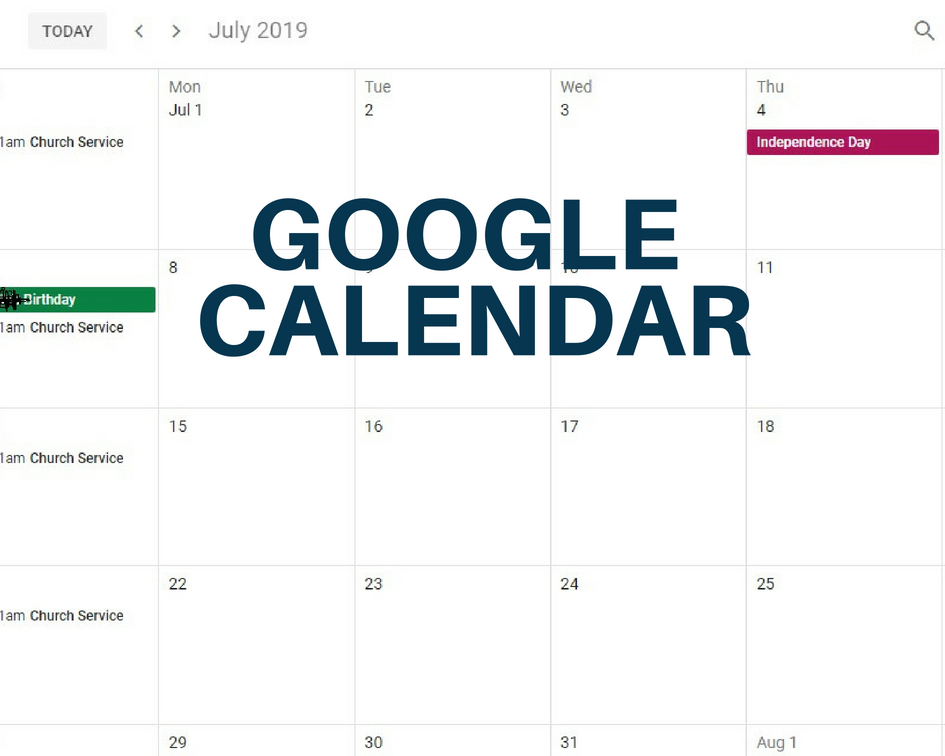 TODAY < > July 2019
Mon Tue Wed Thu
Jul 1 2 3 4
1am Church Service Independence Day
GOOGLE
8 9 10 11
CALENDAR
Birthday
1am Church Service
15 16 17 18
1am Church Service
22 23 24 25
1am Church Service
29 30 31 Aug 1